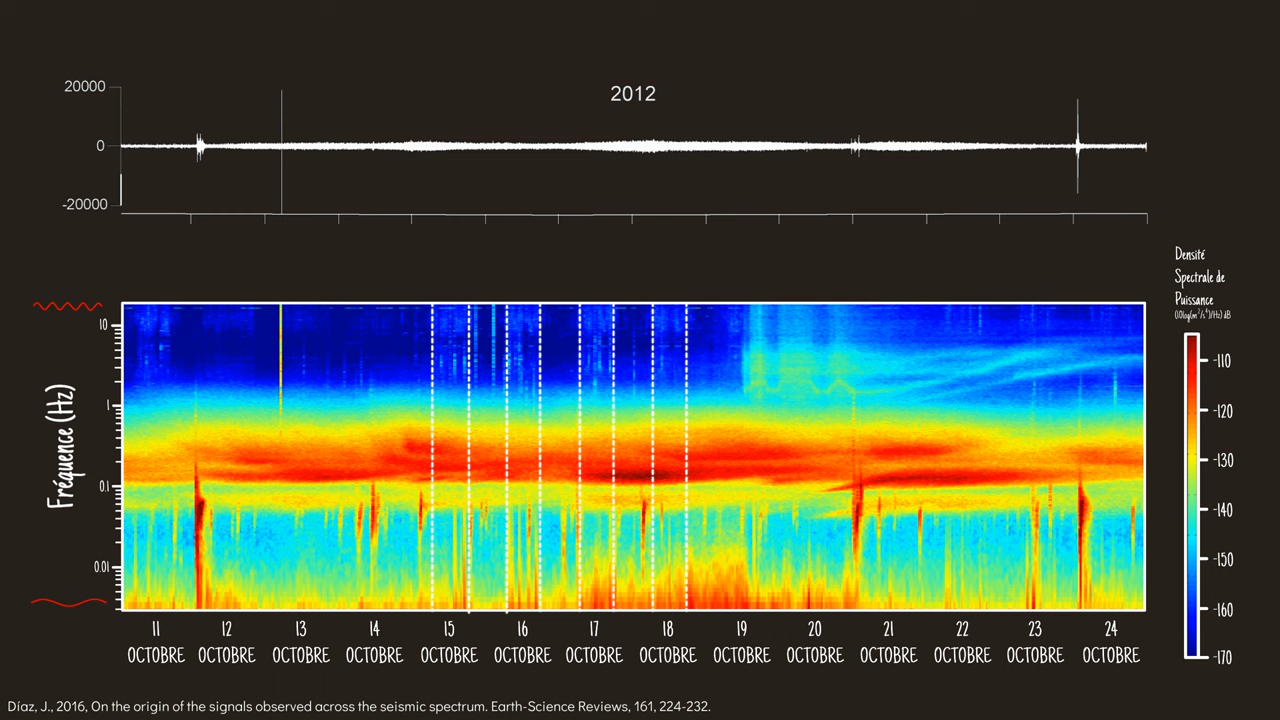 20000
2012
0
-20000
Densité
Spectrale de
Puissance
10
1
0.1
0.01
Fréquence (Hz)
-110
-120
-130
-140
-150
-160
-170
11 12 13 14 15 16 17 18 19 20 21 22 23 24
OCTOBRE OCTOBRE OCTOBRE OCTOBRE OCTOBRE OCTOBRE OCTOBRE OCTOBRE OCTOBRE OCTOBRE OCTOBRE OCTOBRE OCTOBRE OCTOBRE
Díaz, J., 2016, On the origin of the signals observed across the seismic spectrum. Earth-Science Reviews, 161, 224-232.